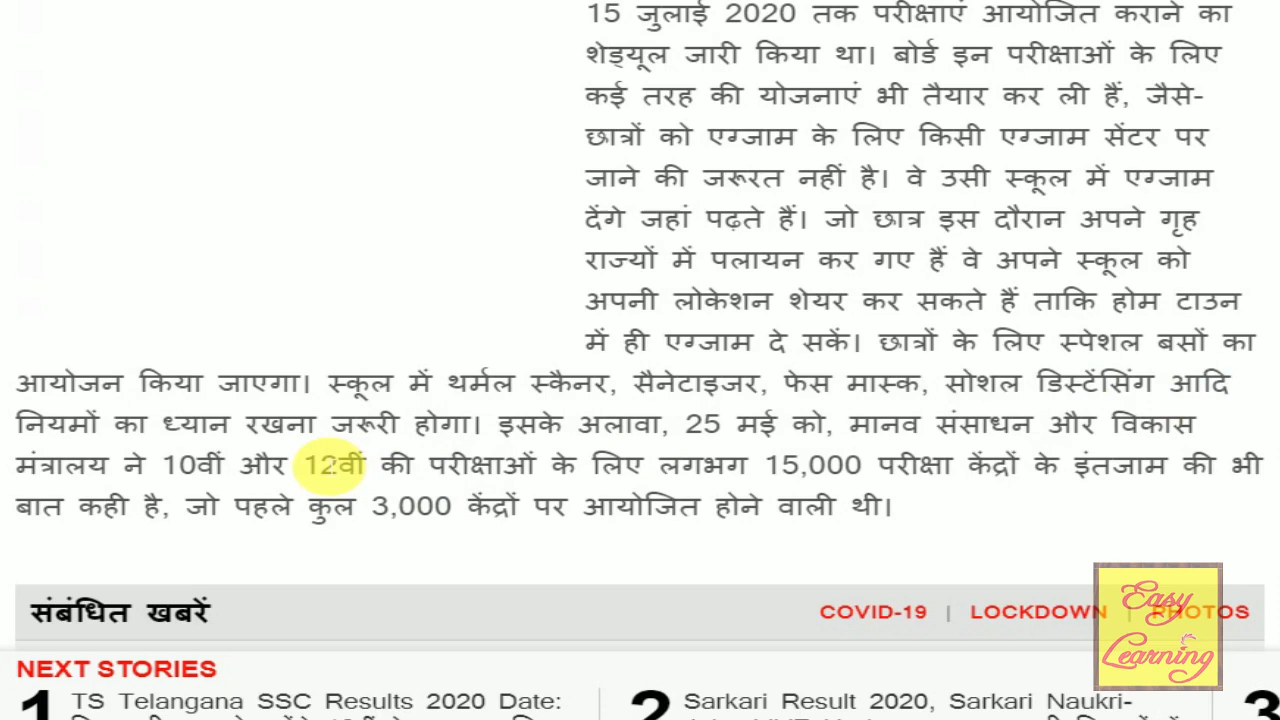 15 जुलाई 2020 तक परीक्षाएं आयोजित कराने का
शेड्यूल जारी किया था। बोर्ड इन परीक्षाओं के लिए
कई तरह की योजनाएं भी तैयार कर ली हैं, जैसे-
छात्रों को एग्जाम के लिए किसी एग्जाम सेंटर पर
जाने की जरूरत नहीं है। वे उसी स्कूल में एग्जाम
देंगे जहां पढ़ते हैं। जो छात्र इस दौरान अपने गृह
राज्यों में पलायन कर गए हैं वे अपने स्कूल को
अपनी लोकेशन शेयर कर सकते हैं ताकि होम टाउन
में ही एग्जाम दे सकें। छात्रों के लिए स्पेशल बसों का
आयोजन किया जाएगा। स्कूल में थर्मल स्कैनर, सैनेटाइजर, फेस मास्क, सोशल डिस्टेंसिंग आदि
नियमों का ध्यान रखना जरूरी होगा। इसके अलावा, 25 मई को, मानव संसाधन और विकास
मंत्रालय ने 10वीं और 12वीं की परीक्षाओं के लिए लगभग 15,000 परीक्षा केंद्रों के इंतजाम की भी
बात कही है, जो पहले कुल 3,000 केंद्रों पर आयोजित होने वाली थी।
संबंधित खबरें
COVID-19 | LOCKDOWN | PHOTOS
Easy
Learning
NEXT STORIES
1 TS Telangana SSC Results 2020 Date:
2 Sarkari Result 2020, Sarkari Naukri-
3